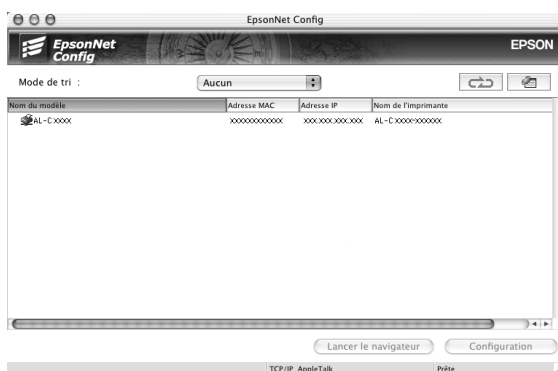 EpsonNet Config
EpsonNet Config EPSON
Mode de tri : Aucun
Nom du modèle Adresse MAC Adresse IP Nom de l'imprimante
AL-CXXXX XXXXXXXXXXXX XXX.XXX.XXX.XXX AL-CXXXX-XXXXXX
Lancer le navigateur Configuration
TCP/IP AppleTalk Prête